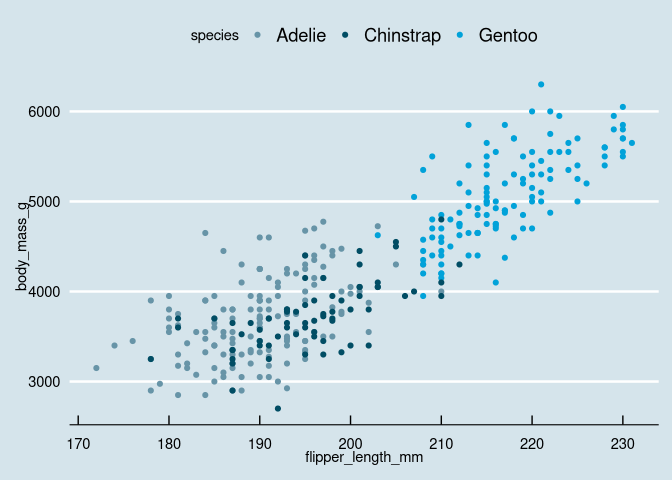 species Adelie Chinstrap Gentoo
body_mass_g
6000
5000
4000
3000
170 180 190 200 210 220 230
flipper_length_mm